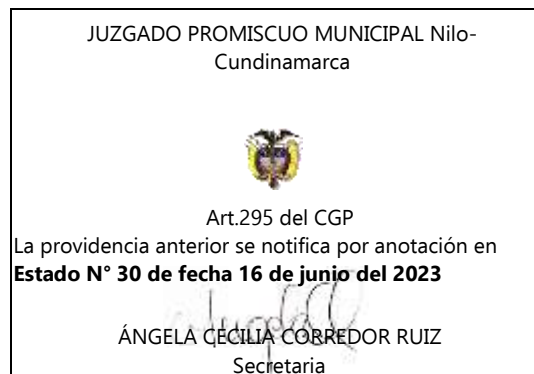 JUZGADO PROMISCUO MUNICIPAL Nilo-
Cundinamarca
Art.295 del CGP
La providencia anterior se notifica por anotación en
Estado N° 30 de fecha 16 de junio del 2023
ÁNGELA CECILIA CORREDOR RUIZ
Secretaria